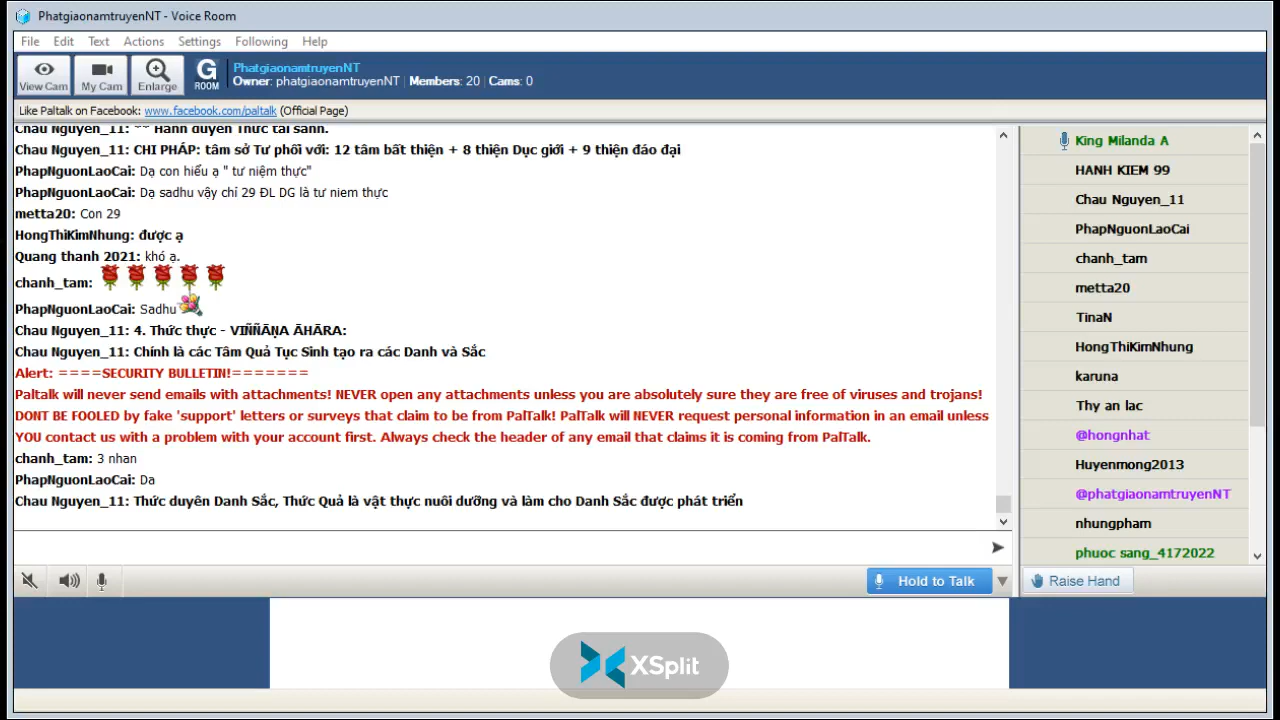 PhatgiaonamtruyenNT - Voice Room
File Edit Text Actions Settings Following Help
View Cam
My Cam
Enlarge
G
ROOM
PhatgiaonamtruyenNT
Owner: phatgiaonamtruyenNT | Members: 20 | Cams: 0
Like Paltalk on Facebook: www.facebook.com/paltalk (Official Page)
Chau Nguyen_11: ** Hành duyên Thức tái sanh.
Chau Nguyen_11: CHI PHÁP: tâm sở Tư phối với: 12 tâm bất thiện + 8 thiện Dục giới + 9 thiện đáo đại
PhapNguonLaoCai: Dạ con hiểu ạ " tư niệm thực"
PhapNguonLaoCai: Dạ sadhu vậy chỉ 29 ĐL DG là tư niem thực
metta20: Con 29
HongThiKimNhung: được ạ
Quang thanh 2021: khó ạ.
chanh_tam:
PhapNguonLaoCai: Sadhu
Chau Nguyen_11: 4. Thức thực - VIÑÑĀṆA ĀHĀRA:
Chau Nguyen_11: Chính là các Tâm Quả Tục Sinh tạo ra các Danh và Sắc
Alert: ====SECURITY BULLETIN!=======
Paltalk will never send emails with attachments! NEVER open any attachments unless you are absolutely sure they are free of viruses and trojans!
DONT BE FOOLED by fake 'support' letters or surveys that claim to be from PalTalk! PalTalk will NEVER request personal information in an email unless
YOU contact us with a problem with your account first. Always check the header of any email that claims it is coming from PalTalk.
chanh_tam: 3 nhan
PhapNguonLaoCai: Da
Chau Nguyen_11: Thức duyên Danh Sắc, Thức Quả là vật thực nuôi dưỡng và làm cho Danh Sắc được phát triển
King Milanda A
HANH KIEM 99
Chau Nguyen_11
PhapNguonLaoCai
chanh_tam
metta20
TinaN
HongThiKimNhung
karuna
Thy an lac
@hongnhat
Huyenmong2013
@phatgiaonamtruyenNT
nhungpham
phuoc sang_4172022
Hold to Talk
Raise Hand
XSplit